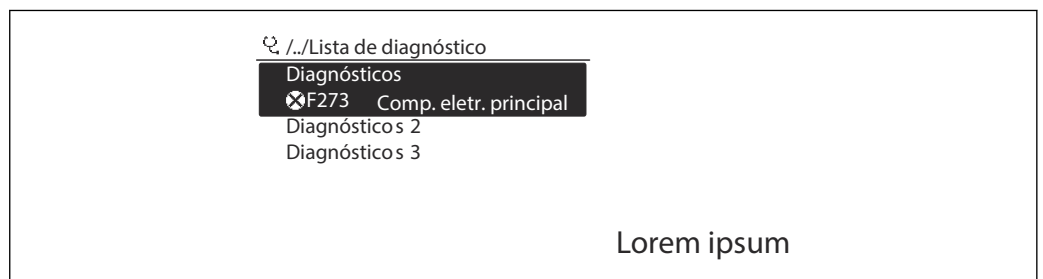 /../Lista de diagnóstico
Diagnósticos
F273 Comp. eletr. principal
Diagnósticos 2
Diagnósticos 3
Lorem ipsum